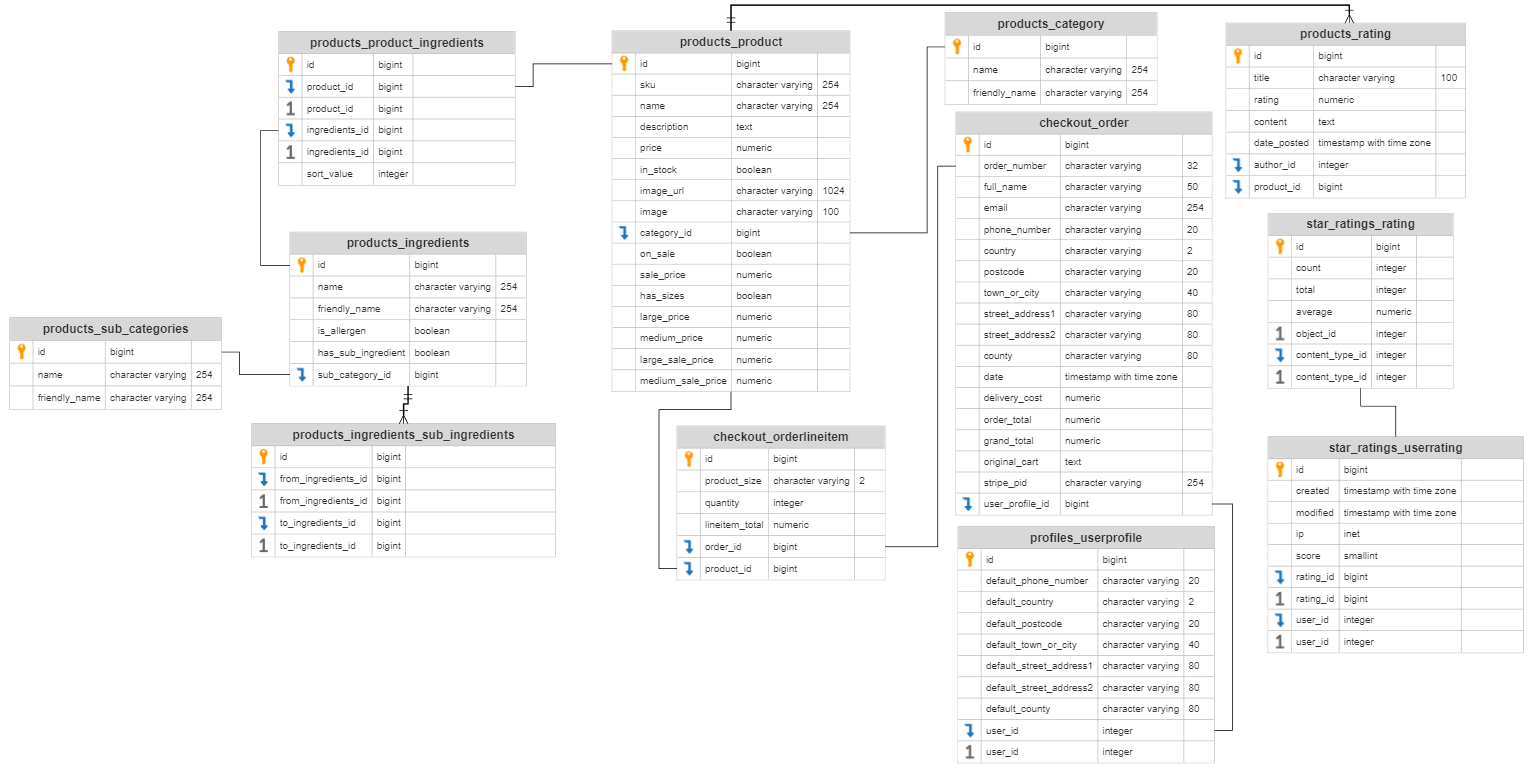 products_product_ingredients
id bigint
product_id bigint
1 product_id bigint
ingredients_id bigint
1 ingredients_id bigint
sort_value integer
products_product
id bigint
sku character varying 254
name character varying 254
description text
price numeric
in_stock boolean
image_url character varying 1024
image character varying 100
category_id bigint
on_sale boolean
sale_price numeric
has_sizes boolean
large_price numeric
medium_price numeric
large_sale_price numeric
medium_sale_price numeric
products_category
id bigint
name character varying 254
friendly_name character varying 254
products_rating
id bigint
title character varying 100
rating numeric
content text
date_posted timestamp with time zone
author_id integer
product_id bigint
checkout_order
id bigint
order_number character varying 32
full_name character varying 50
email character varying 254
phone_number character varying 20
country character varying 2
postcode character varying 20
town_or_city character varying 40
street_address1 character varying 80
street_address2 character varying 80
county character varying 80
date timestamp with time zone
delivery_cost numeric
order_total numeric
grand_total numeric
original_cart text
stripe_pid character varying 254
user_profile_id bigint
star_ratings_rating
id bigint
count integer
total integer
average numeric
1 object_id integer
content_type_id integer
1 content_type_id integer
products_ingredients
id bigint
name character varying 254
friendly_name character varying 254
is_allergen boolean
has_sub_ingredient boolean
sub_category_id bigint
products_sub_categories
id bigint
name character varying 254
friendly_name character varying 254
products_ingredients_sub_ingredients
id bigint
from_ingredients_id bigint
1 from_ingredients_id bigint
to_ingredients_id bigint
1 to_ingredients_id bigint
checkout_orderlineitem
id bigint
product_size character varying 2
quantity integer
lineitem_total numeric
order_id bigint
product_id bigint
star_ratings_userrating
id bigint
created timestamp with time zone
modified timestamp with time zone
ip inet
score smallint
rating_id bigint
1 rating_id bigint
user_id integer
1 user_id integer
profiles_userprofile
id bigint
default_phone_number character varying 20
default_country character varying 2
default_postcode character varying 20
default_town_or_city character varying 40
default_street_address1 character varying 80
default_street_address2 character varying 80
default_county character varying 80
user_id integer
1 user_id integer